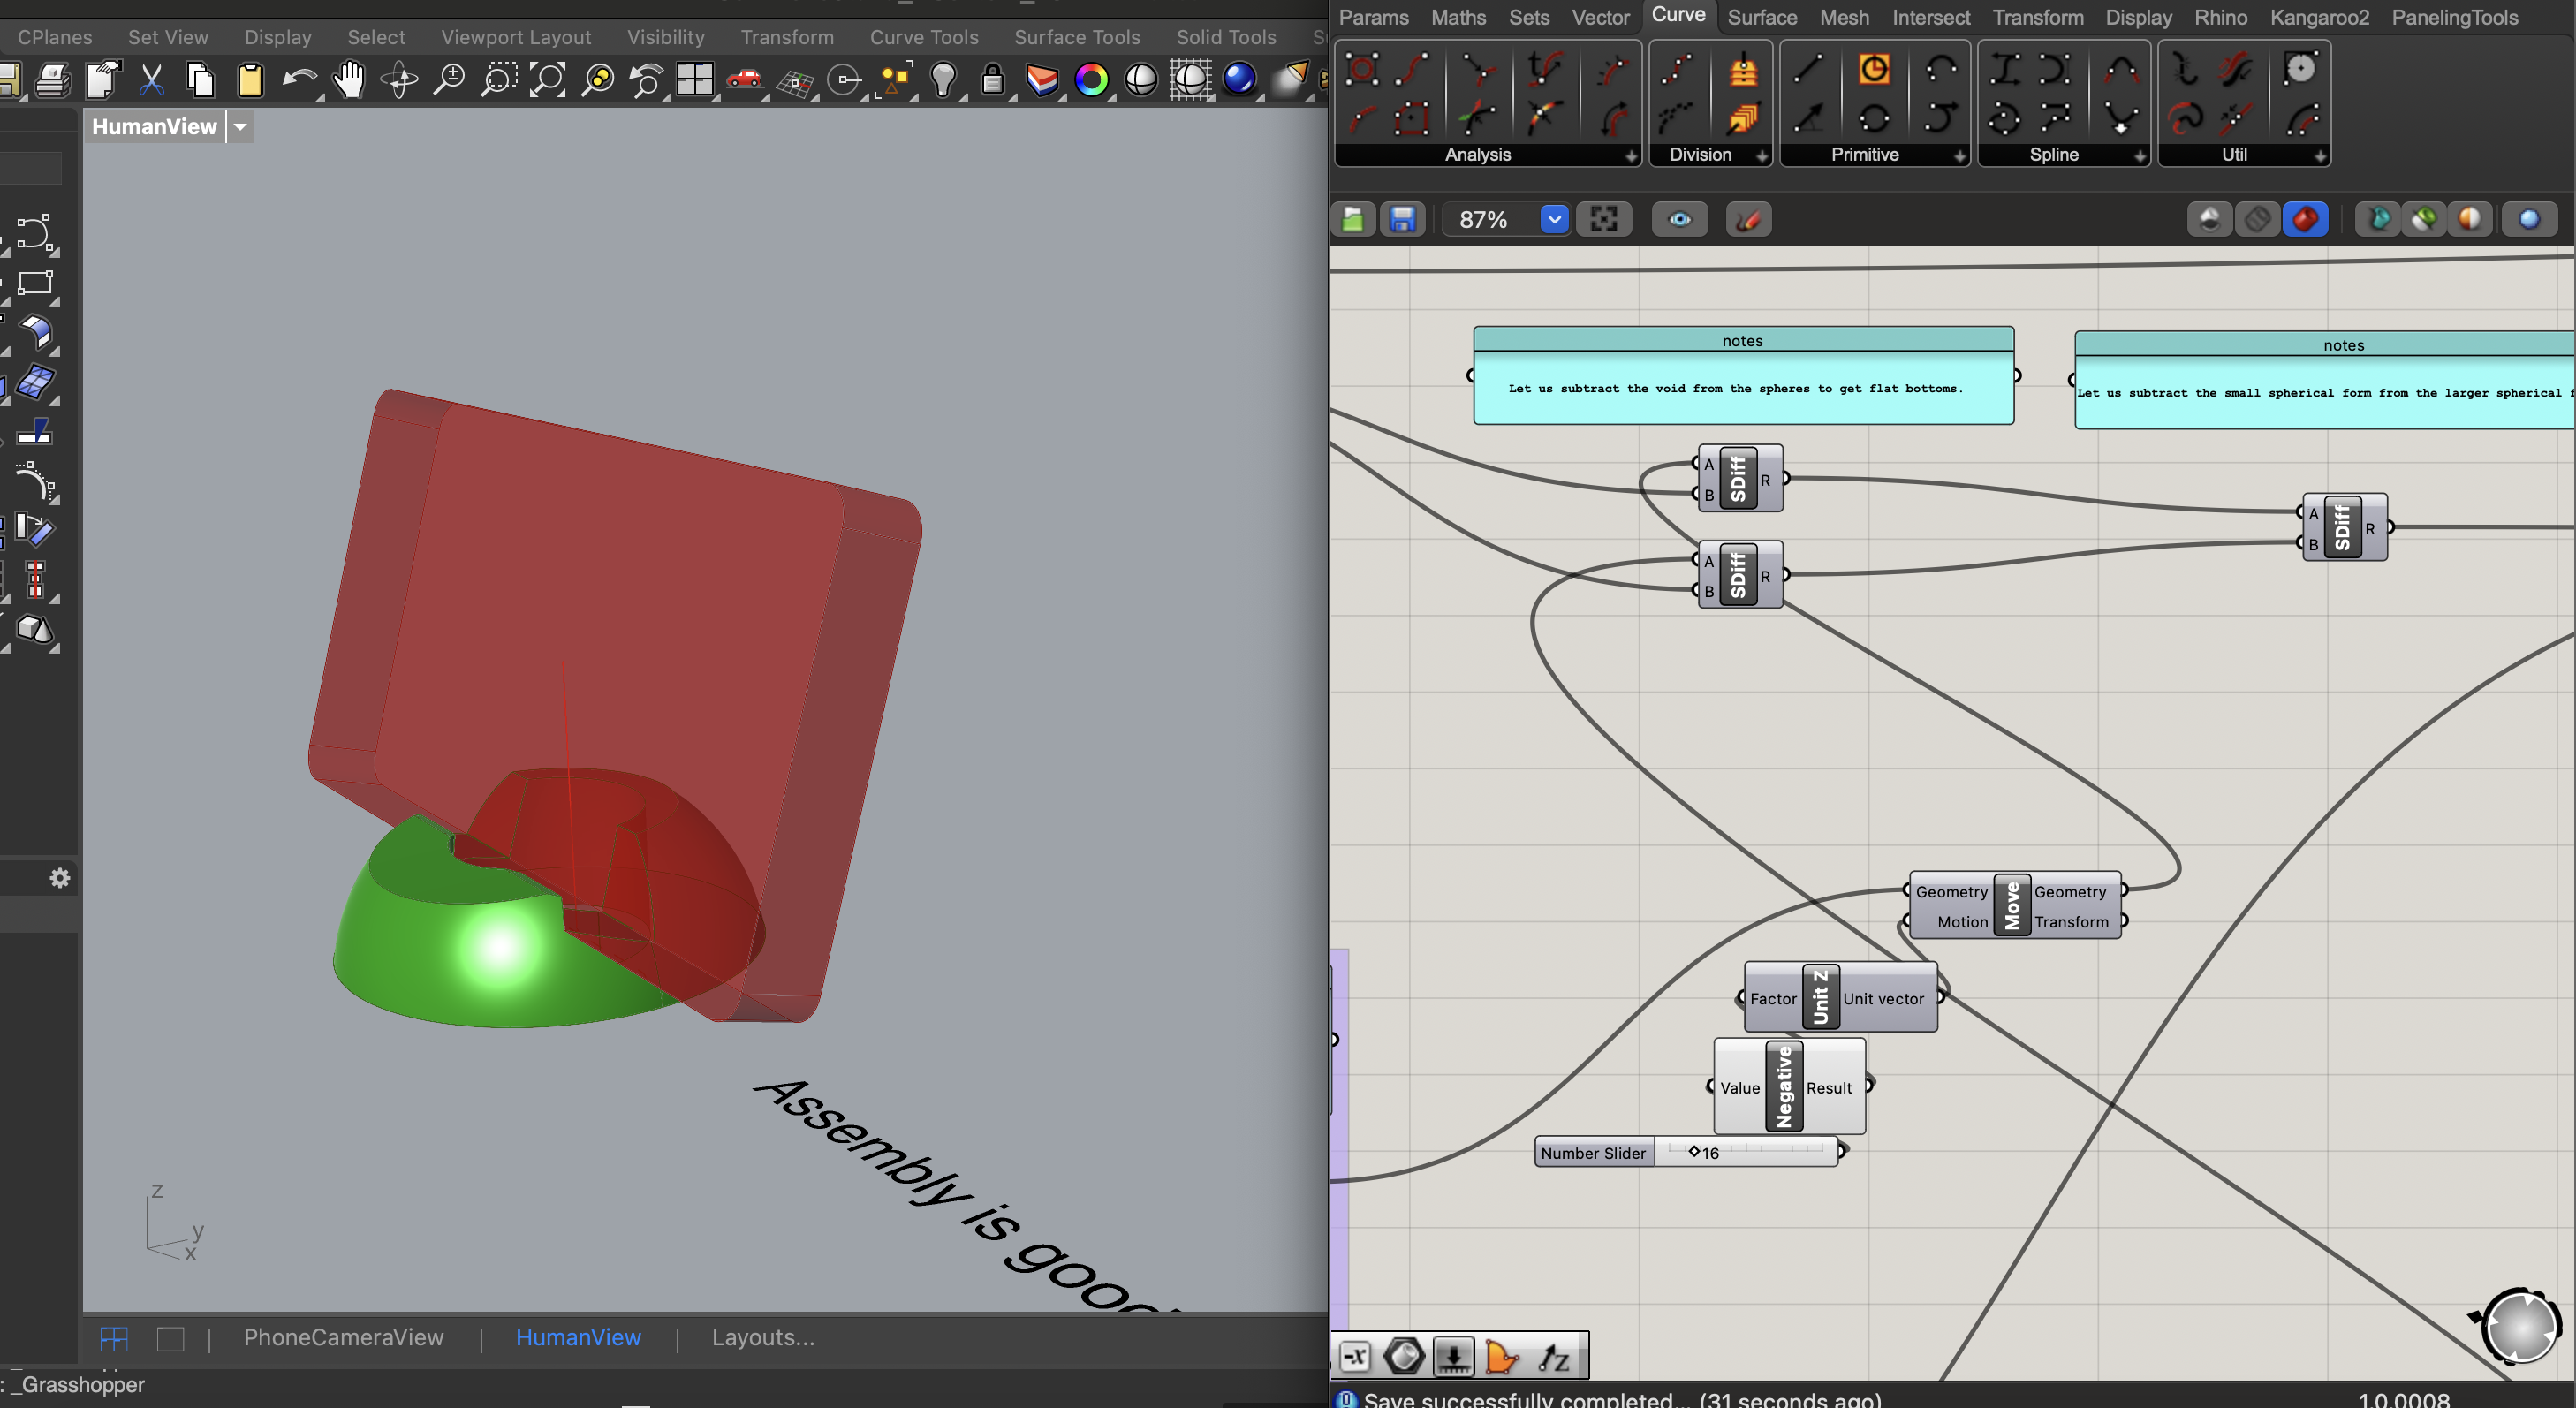 CPlanes Set View Display Select Viewport Layout Visibility Transform Curve Tools Surface Tools Solid Tools
Params Maths Sets Vector Curve Surface Mesh Intersect Transform Display Rhino Kangaroo2 PanelingTools
Analysis Division Primitive Spline Util
HumanView
87%
notes
Let us subtract the void from the spheres to get flat bottoms.
notes
Let us subtract the small spherical form from the larger spherical
A
B
SDiff
R
A
B
SDiff
R
A
B
SDiff
R
Geometry
Motion
Move
Geometry
Transform
Factor
Unit Z
Unit vector
Value
Negative
Result
Number Slider
16
Assembly is good
z
y
x
PhoneCameraView | HumanView | Layouts...
: _Grasshopper
Save successfully completed... (31 seconds ago)
1.0.0008